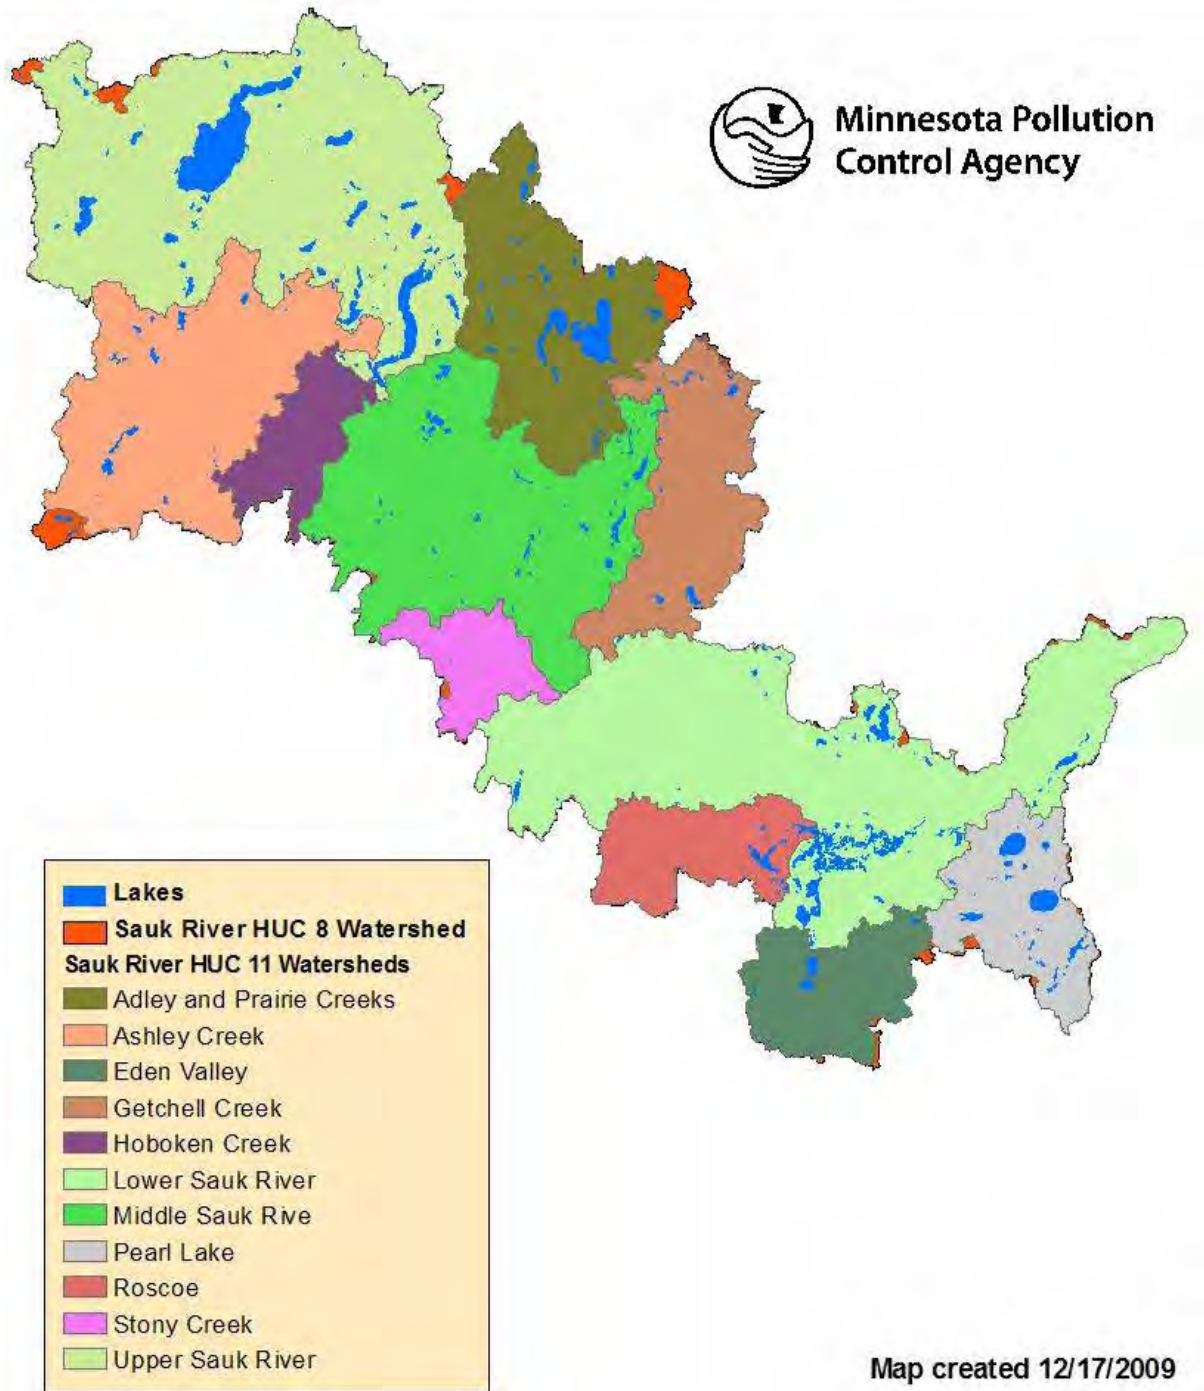 Minnesota Pollution
Control Agency
Lakes
Sauk River HUC 8 Watershed
Sauk River HUC 11 Watersheds
Adley and Prairie Creeks
Ashley Creek
Eden Valley
Getchell Creek
Hoboken Creek
Lower Sauk River
Middle Sauk Rive
Pearl Lake
Roscoe
Stony Creek
Upper Sauk River
Map created 12/17/2009